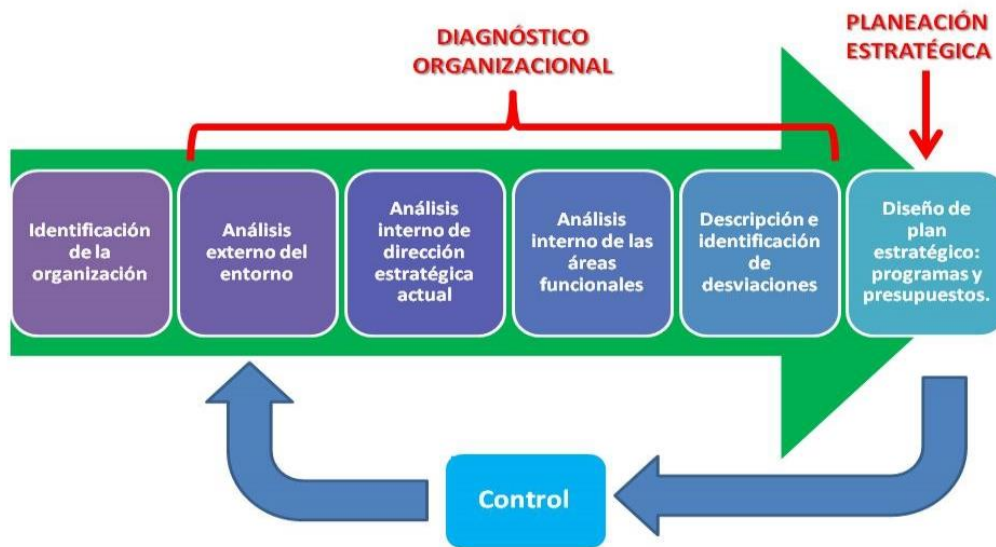 DIAGNÓSTICO
ORGANIZACIONAL
PLANEACIÓN
ESTRATÉGICA
Identificación
de la
organización
Análisis
externo del
entorno
Análisis
interno de
dirección
estratégica
actual
Análisis
interno de las
áreas
funcionales
Descripción e
identificación
de
desviaciones
Diseño de
plan
estratégico:
programas y
presupuestos.
Control